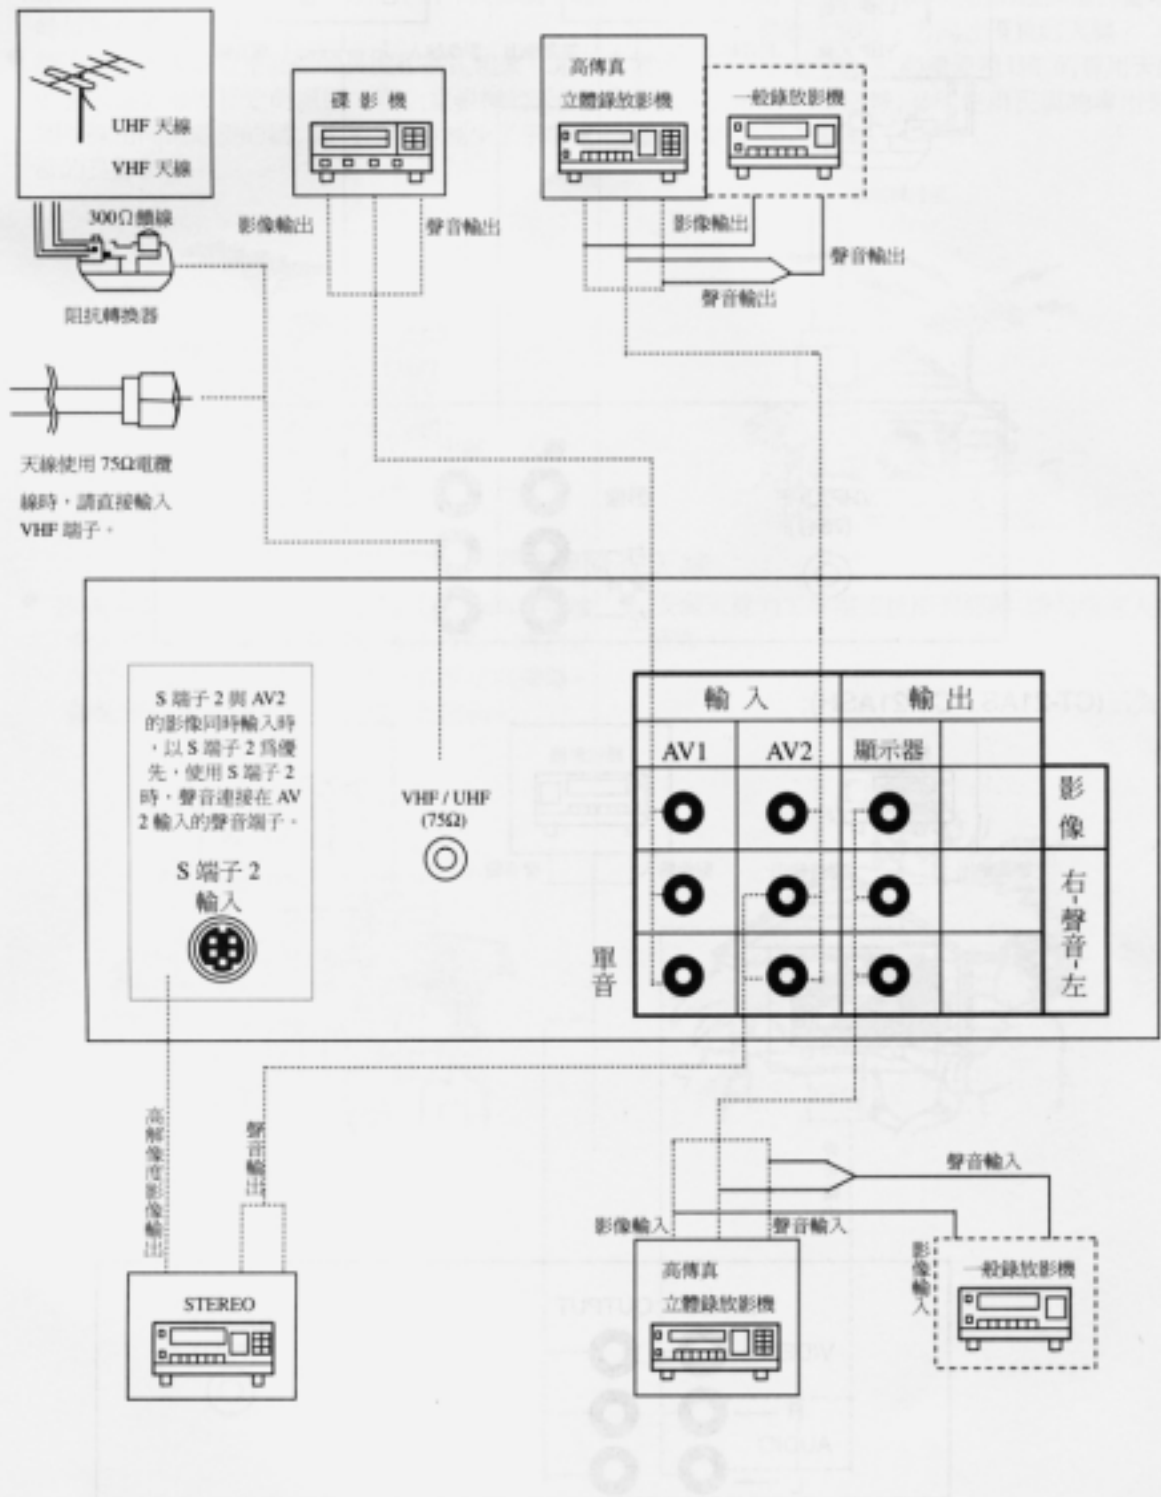 UHF 天線
VHF 天線
300Ω饋線
阻抗轉換器
天線使用 75Ω電纜
線時，請直接輸入
VHF 端子。
碟影機
影像輸出
聲音輸出
高傳真
立體錄放影機
一般錄放影機
影像輸出
聲音輸出
聲音輸出
S 端子 2 與 AV2
的影像同時輸入時
，以 S 端子 2 爲優
先，使用 S 端子 2
時，聲音連接在 AV
2 輸入的聲音端子。
S 端子 2
輸入
VHF / UHF
(75Ω)
輸入
輸出
AV1
AV2
顯示器
影像
右-聲音-左
單音
高解像度影像輸出
聲音輸出
STEREO
聲音輸入
影像輸入
聲音輸入
高傳真
立體錄放影機
影像輸入
一般錄放影機